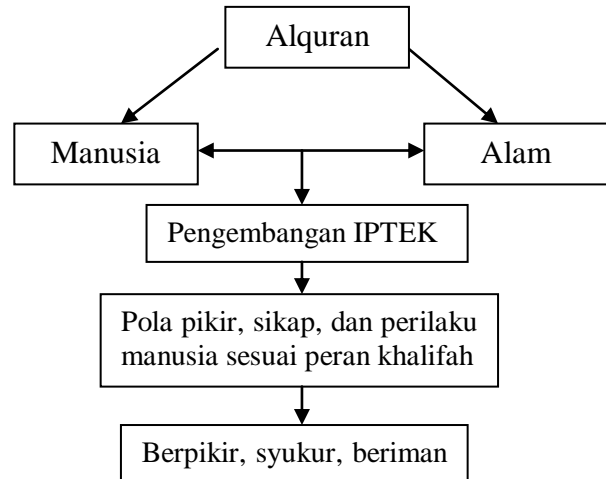 Alquran
Manusia
Alam
Pengembangan IPTEK
Pola pikir, sikap, dan perilaku
manusia sesuai peran khalifah
Berpikir, syukur, beriman